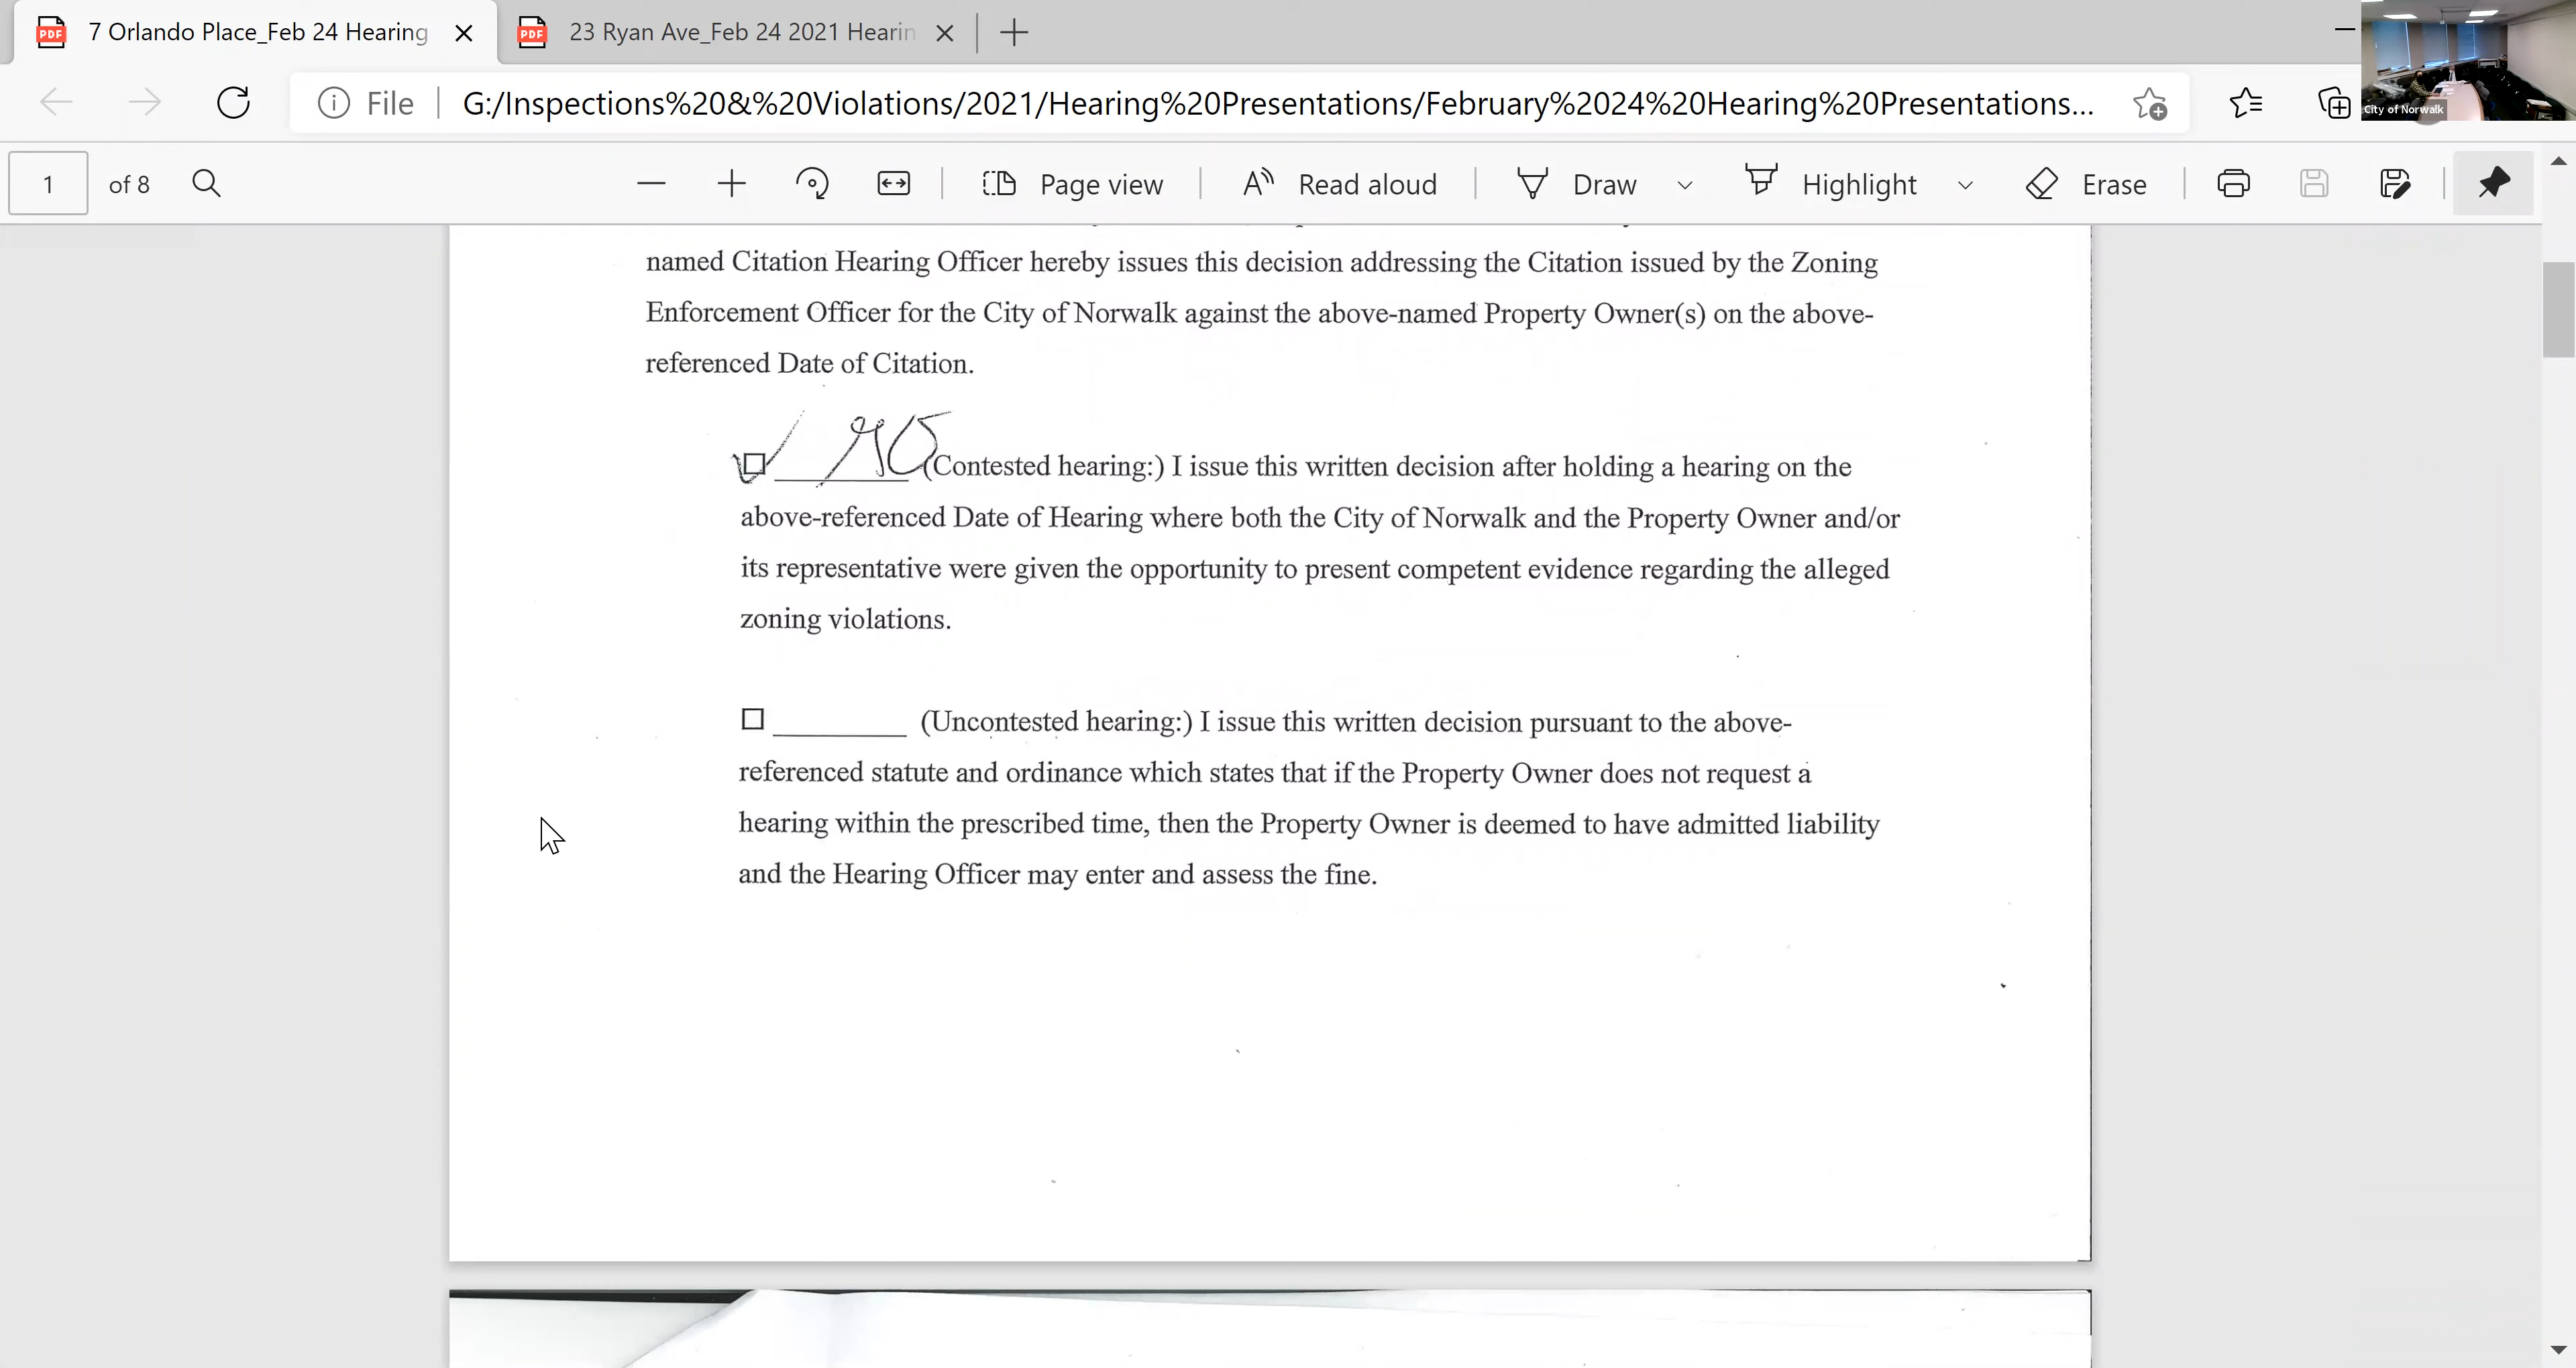 7 Orlando Place_Feb 24 Hearing
23 Ryan Ave_Feb 24 2021 Hearin
File
G:/Inspections%20&%20Violations/2021/Hearing%20Presentations/February%2024%20Hearing%20Presentations...
City of Norwalk
1 of 8
Page view
Read aloud
Draw
Highlight
Erase
named Citation Hearing Officer hereby issues this decision addressing the Citation issued by the Zoning
Enforcement Officer for the City of Norwalk against the above-named Property Owner(s) on the above-
referenced Date of Citation.
(Contested hearing:) I issue this written decision after holding a hearing on the
above-referenced Date of Hearing where both the City of Norwalk and the Property Owner and/or
its representative were given the opportunity to present competent evidence regarding the alleged
zoning violations.
(Uncontested hearing:) I issue this written decision pursuant to the above-
referenced statute and ordinance which states that if the Property Owner does not request a
hearing within the prescribed time, then the Property Owner is deemed to have admitted liability
and the Hearing Officer may enter and assess the fine.